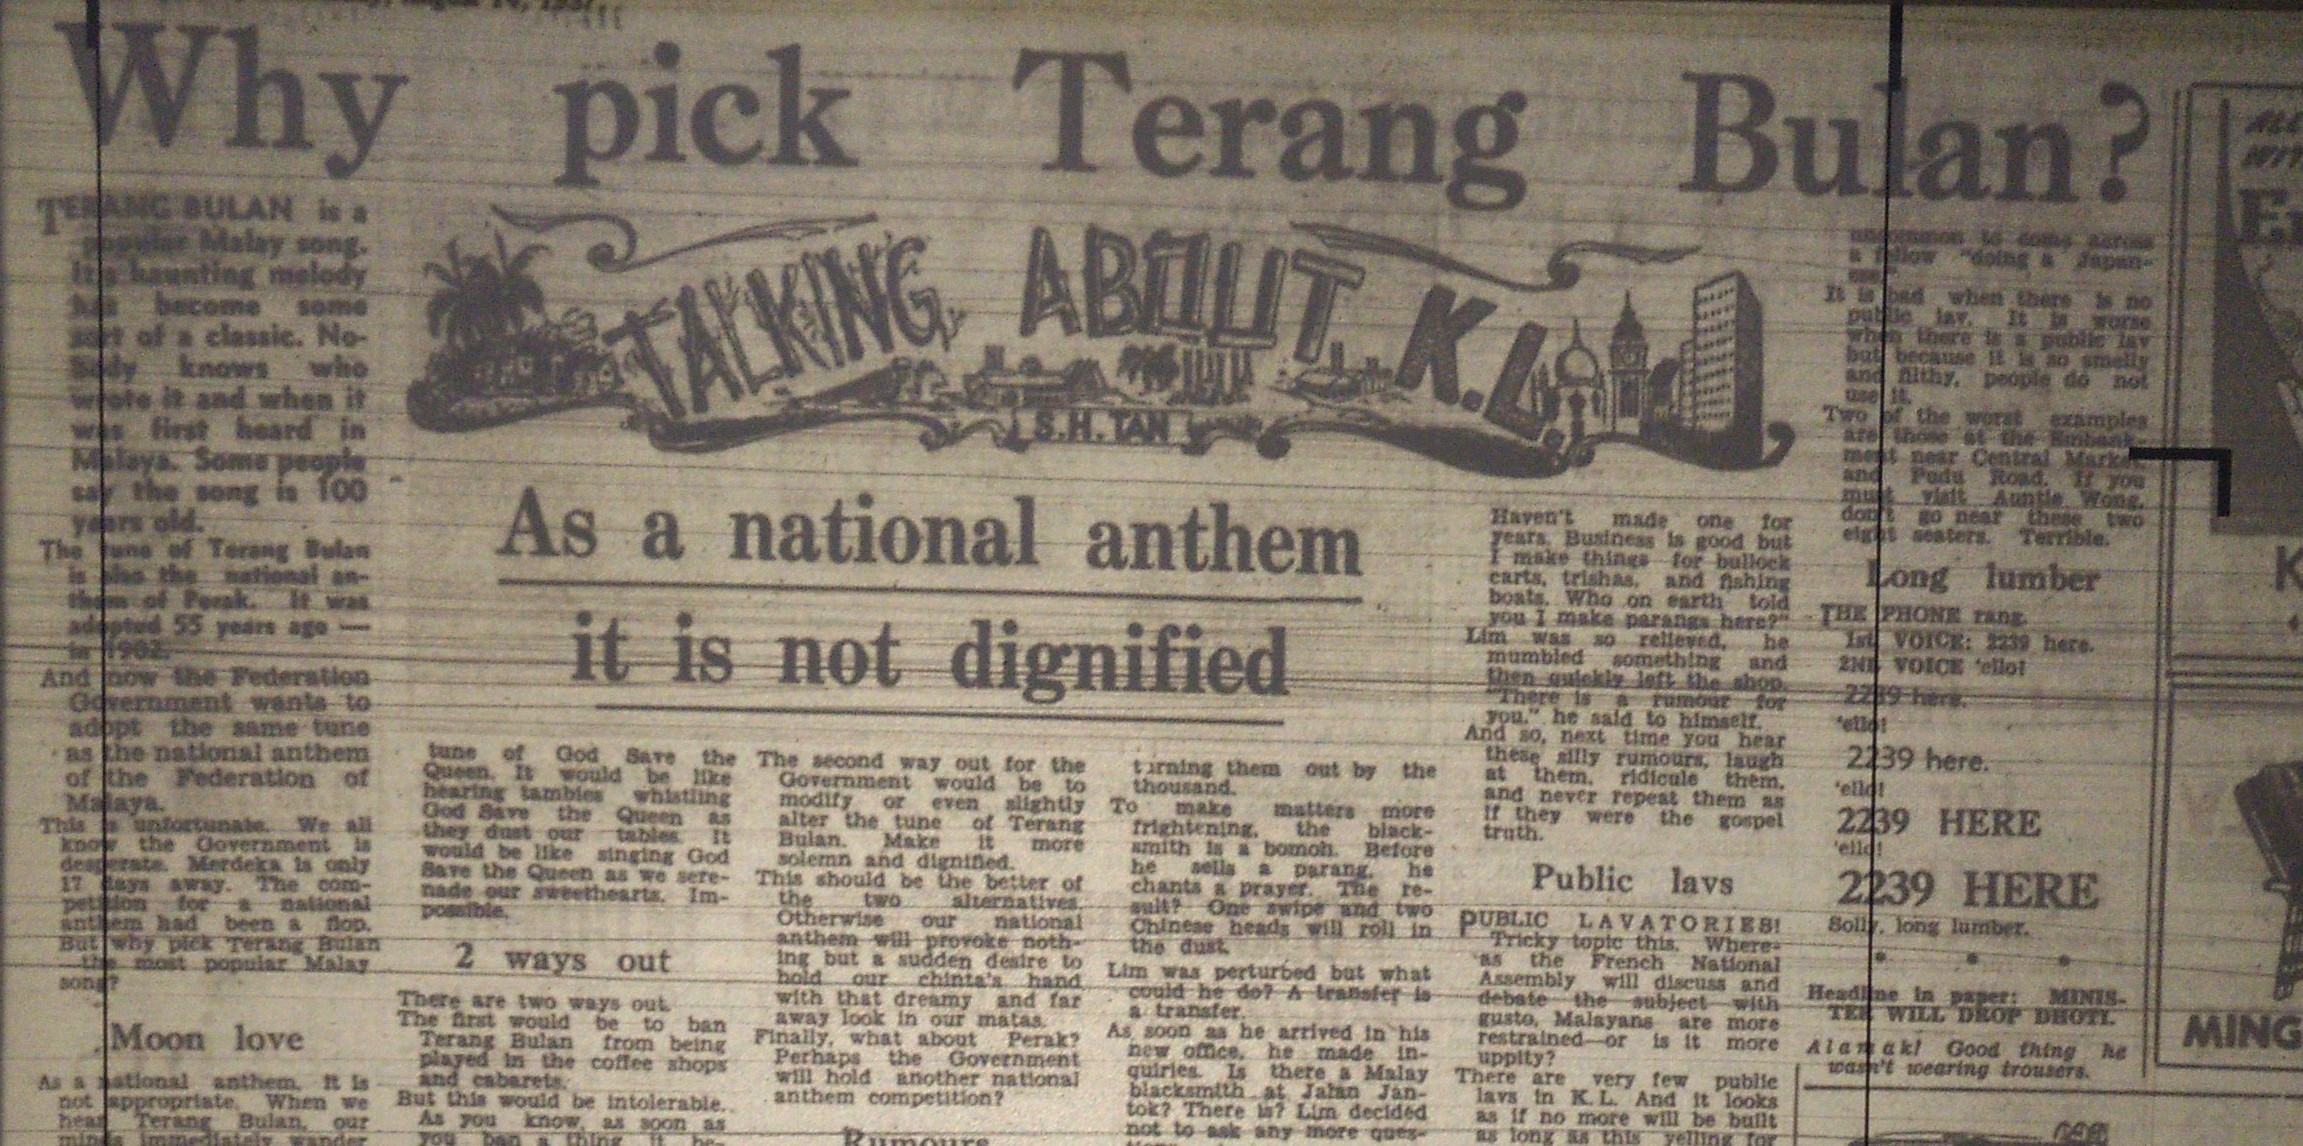 Why pick Terang Bulan?
TERANG BULAN is a
popular Malay song.
Its haunting melody
has become some
sort of a classic. No-
body knows who
wrote it and when it
was first heard in
Malaya. Some people
say the song is 100
years old.
The tune of Terang Bulan
is also the national an-
them of Perak. It was
adopted 55 years ago —
in 1902.
And now the Federation
Government wants to
adopt the same tune
as the national anthem
of the Federation of
Malaya.
This is unfortunate. We all
know the Government is
desperate. Merdeka is only
17 days away. The com-
petition for a national
anthem had been a flop.
But why pick Terang Bulan
the most popular Malay
song?
Moon love
As a national anthem, it is
not appropriate. When we
hear Terang Bulan, our
minds immediately wander
TALKING ABOUT K.L.
S.H. TAN
As a national anthem
it is not dignified
tune of God Save the
Queen. It would be like
hearing tambies whistling
God Save the Queen as
they dust our tables. It
would be like singing God
Save the Queen as we sere-
nade our sweethearts. Im-
possible.
2 ways out
There are two ways out.
The first would be to ban
Terang Bulan from being
played in the coffee shops
and cabarets.
But this would be intolerable.
As you know, as soon as
you ban a thing it be-
The second way out for the
Government would be to
modify or even slightly
alter the tune of Terang
Bulan. Make it more
solemn and dignified.
This should be the better of
the two alternatives.
Otherwise our national
anthem will provoke noth-
ing but a sudden desire to
hold our chinta's hand
with that dreamy and far
away look in our matas.
Finally, what about Perak?
Perhaps the Government
will hold another national
anthem competition?
Rumours
turning them out by the
thousand.
To make matters more
frightening, the black-
smith is a bomoh. Before
he sells a parang, he
chants a prayer. The re-
sult? One swipe and two
Chinese heads will roll in
the dust.
Lim was perturbed but what
could he do? A transfer is
a transfer.
As soon as he arrived in his
new office, he made in-
quiries. Is there a Malay
blacksmith at Jalan Jan-
tok? There is? Lim decided
not to ask any more ques-
Haven't made one for
years. Business is good but
I make things for bullock
carts, trishas, and fishing
boats. Who on earth told
you I make parangs here?"
Lim was so relieved, he
mumbled something and
then quickly left the shop.
"There is a rumour for
you," he said to himself.
And so, next time you hear
these silly rumours, laugh
at them, ridicule them,
and never repeat them as
if they were the gospel
truth.
Public lavs
PUBLIC LAVATORIES!
Tricky topic this. Where-
as the French National
Assembly will discuss and
debate the subject with
gusto, Malayans are more
restrained—or is it more
uppity?
There are very few public
lavs in K.L. And it looks
as if no more will be built
as long as this yelling for
uncommon to come across
a fellow "doing a Japan-
ese"
It is bad when there is no
public lav. It is worse
when there is a public lav
but because it is so smelly
and filthy, people do not
use it.
Two of the worst examples
are those at the Embank-
ment near Central Market,
and Pudu Road. If you
must visit Auntie Wong,
don't go near these two
eight seaters. Terrible.
Long lumber
THE PHONE rang.
1st VOICE: 2239 here.
2ND VOICE 'ello!
2239 here.
'ello!
2239 here.
'ello!
2239 HERE
'ello!
2239 HERE
Solly, long lumber.
* * *
Headline in paper: MINIS-
TER WILL DROP DHOTI.
Alamak! Good thing he
wasn't wearing trousers.
MING